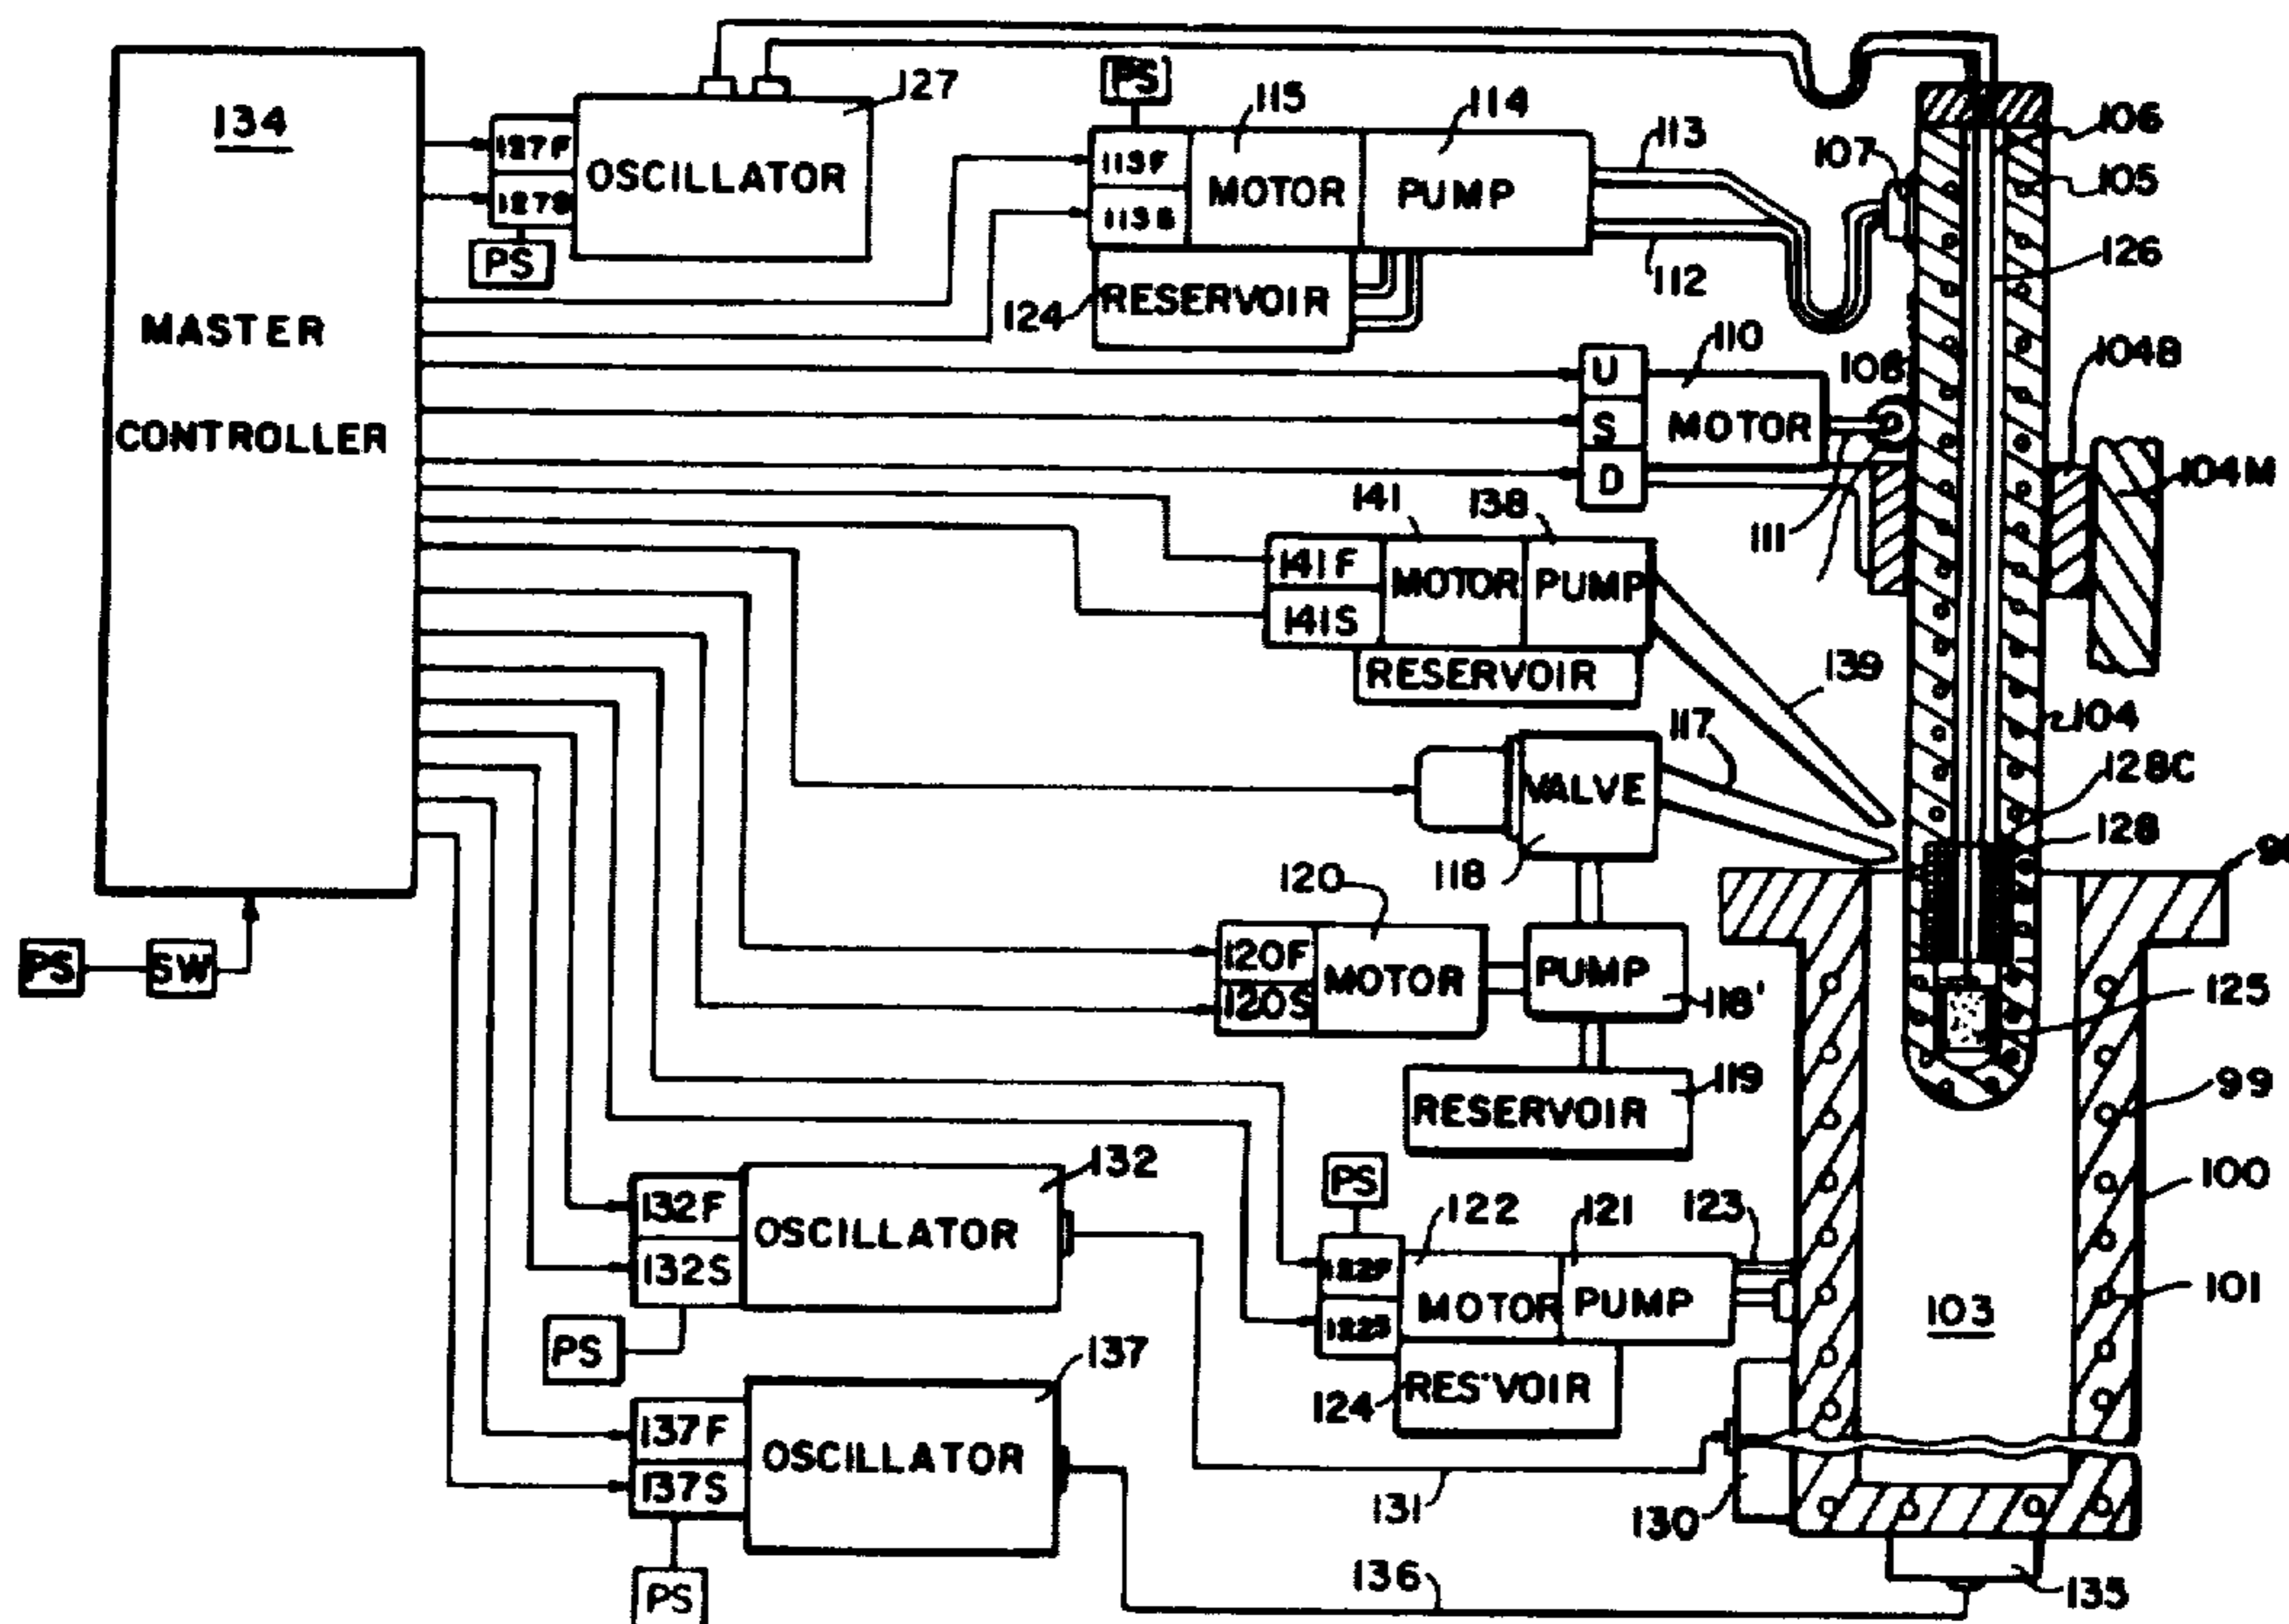 134
MASTER
CONTROLLER
PS
SW
127F
127S
PS
OSCILLATOR
127
PS
113F
113S
MOTOR
115
PUMP
114
113
112
124
RESERVOIR
107
106
105
126
108
104B
104M
111
U
S
D
MOTOR
110
141
138
141F
141S
MOTOR
PUMP
RESERVOIR
139
104
128C
128
117
VALVE
118
120
120F
120S
MOTOR
PUMP
118'
RESERVOIR
119
125
99
100
101
103
132
132F
132S
OSCILLATOR
PS
137
137F
137S
OSCILLATOR
PS
PS
122
121
123
122F
122S
MOTOR
PUMP
124
RES'VOIR
131
130
136
135